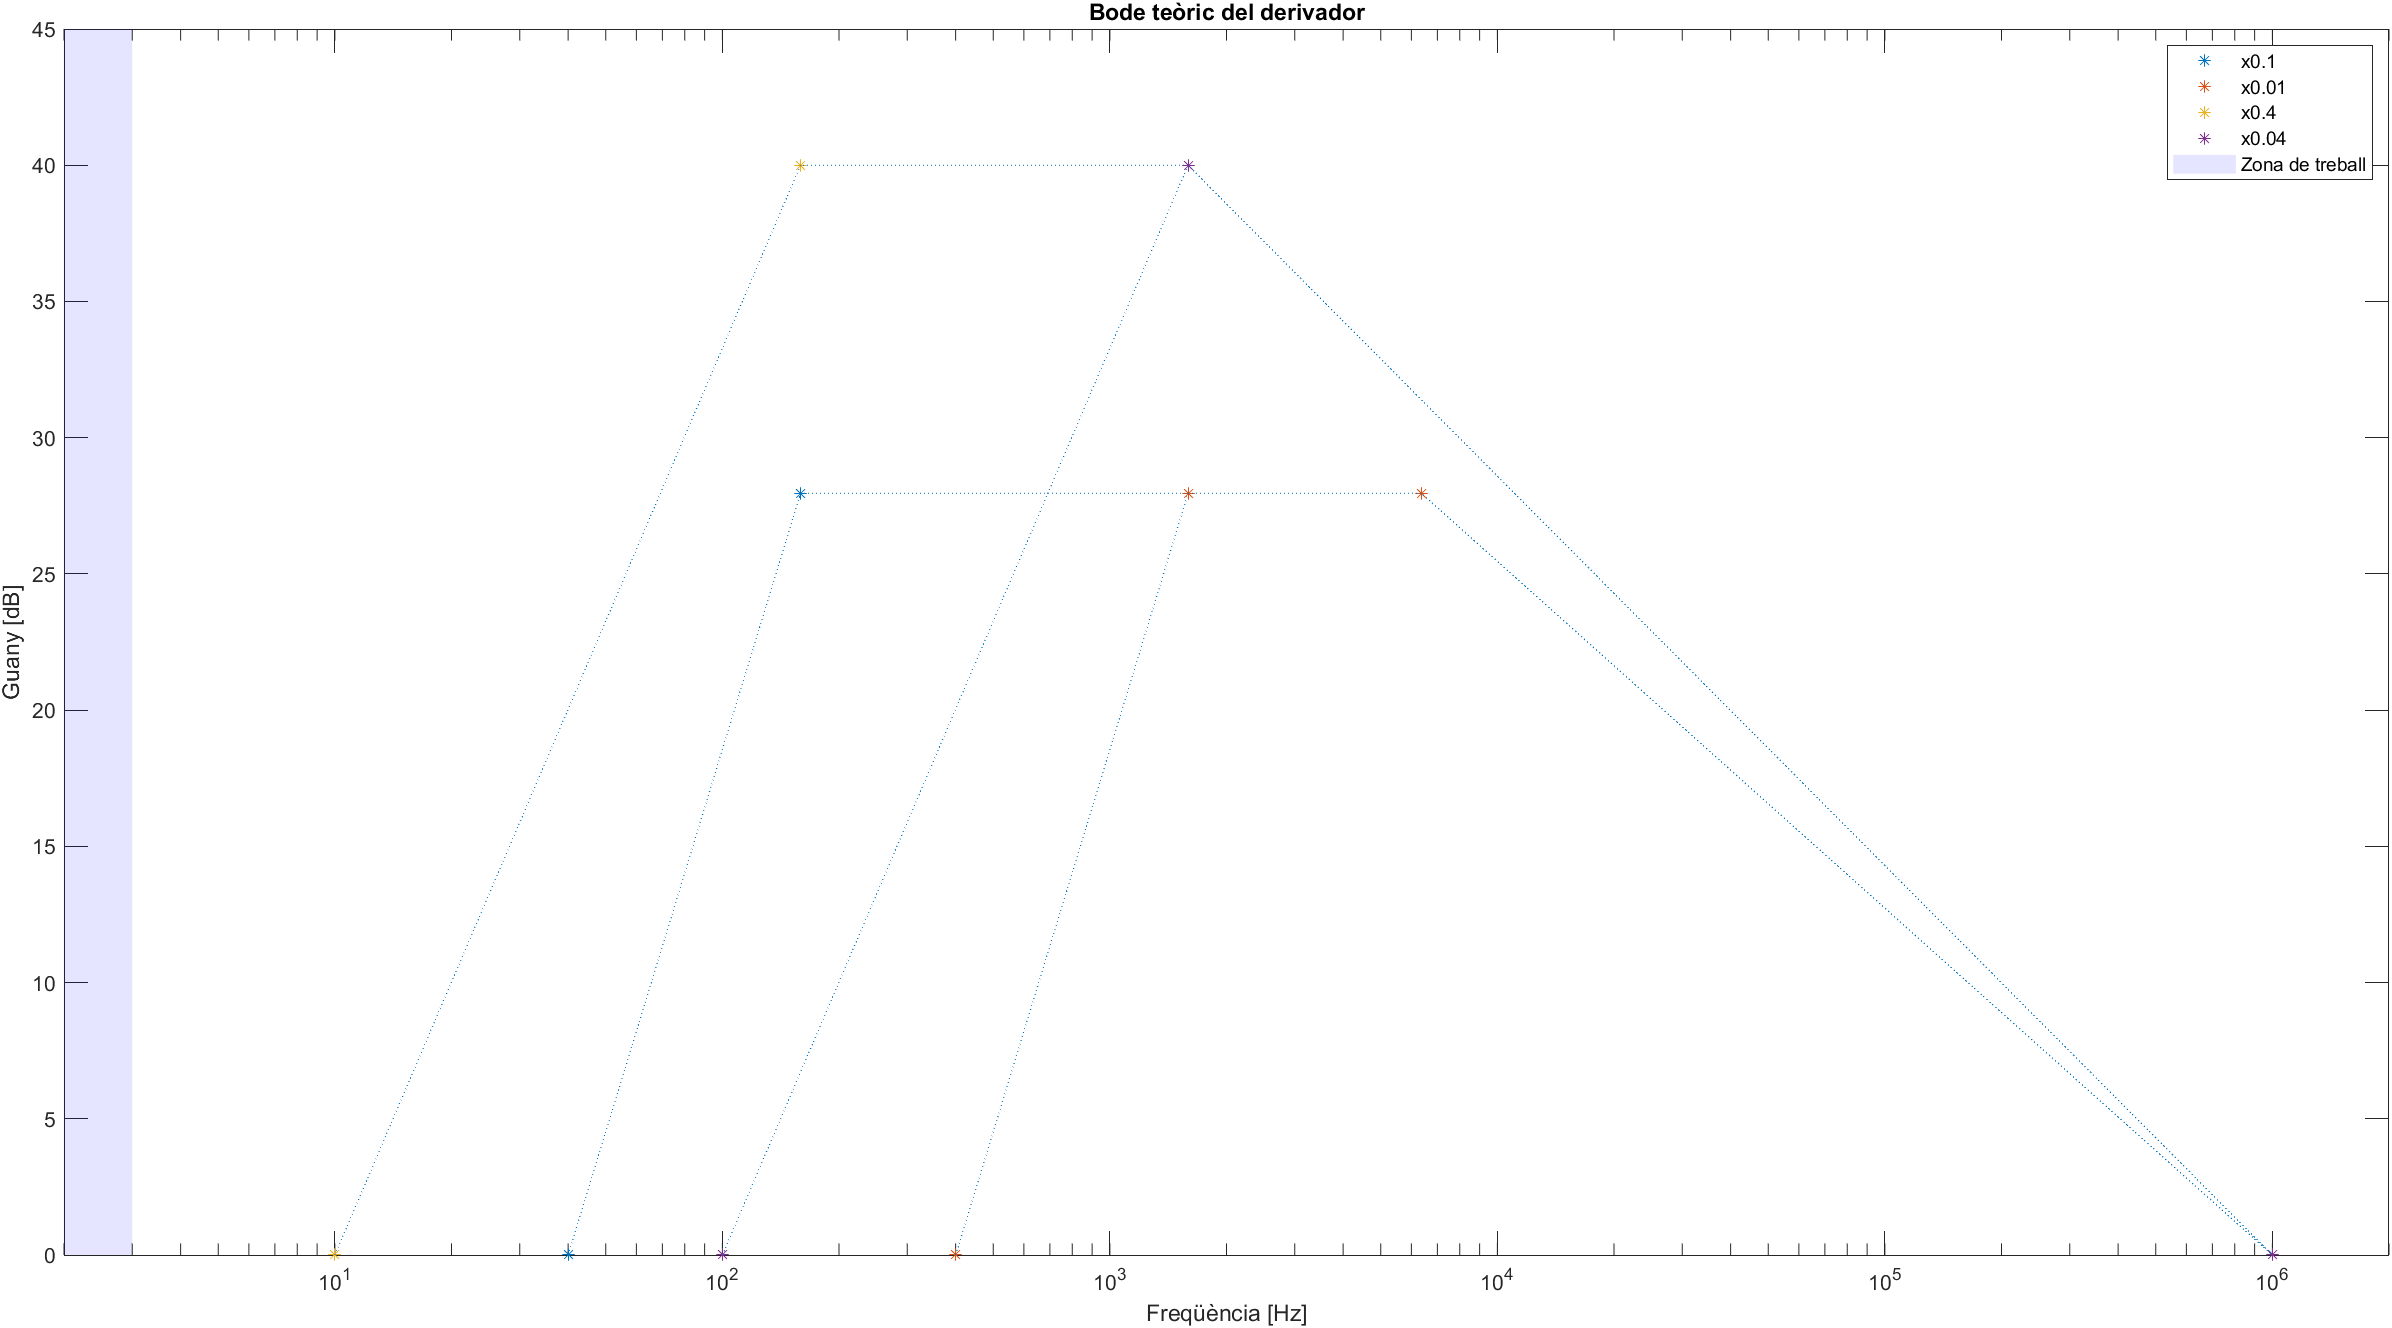 Bode teòric del derivador
x0.1
x0.01
x0.4
x0.04
Zona de treball
Guany [dB]
45
40
35
30
25
20
15
10
5
0
10^1 10^2 10^3 10^4 10^5 10^6
Freqüència [Hz]